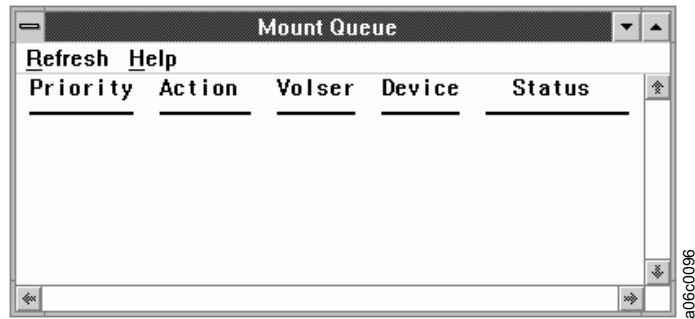 Mount Queue
Refresh Help
Priority Action Volser Device Status
a06c0096